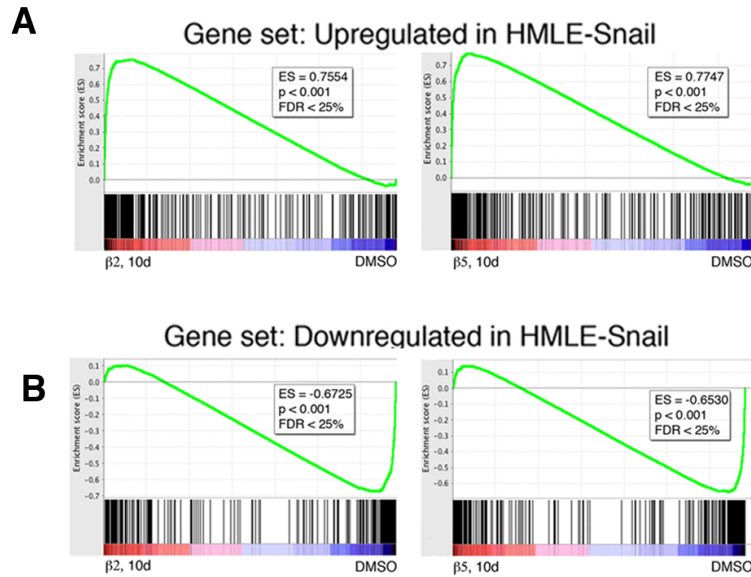 A
Gene set: Upregulated in HMLE-Snail
Enrichment score (ES)
0.7
0.6
0.5
0.4
0.3
0.2
0.1
0.0
ES = 0.7554
p < 0.001
FDR < 25%
β2, 10d DMSO
Enrichment score (ES)
0.7
0.6
0.5
0.4
0.3
0.2
0.1
0.0
ES = 0.7747
p < 0.001
FDR < 25%
β5, 10d DMSO
B
Gene set: Downregulated in HMLE-Snail
Enrichment score (ES)
0.1
0.0
-0.1
-0.2
-0.3
-0.4
-0.5
-0.6
-0.7
ES = -0.6725
p < 0.001
FDR < 25%
β2, 10d DMSO
Enrichment score (ES)
0.1
0.0
-0.1
-0.2
-0.3
-0.4
-0.5
-0.6
ES = -0.6530
p < 0.001
FDR < 25%
β5, 10d DMSO